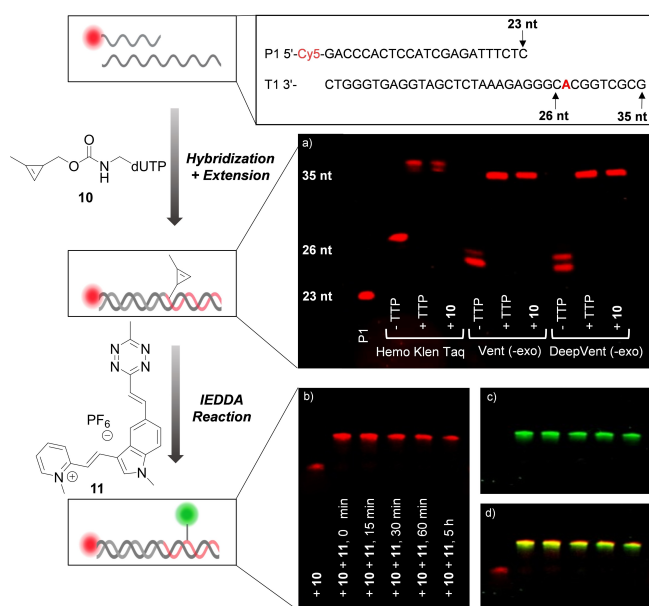 23 nt
P1 5'-Cy5-GACCCACTCCATCGAGATTTCTC
T1 3'- CTGGGTGAGGTAGCTCTAAAGAGGGCACGGTCGCG
26 nt 35 nt
O
O N dUTP
H
10
Hybridization
+ Extension
a)
35 nt
26 nt
23 nt
P1
- TTP
+ TTP
+ 10
- TTP
+ TTP
+ 10
- TTP
+ TTP
+ 10
Hemo Klen Taq Vent (-exo) DeepVent (-exo)
N N
N N
PF6
⊖
N
+
CH3
N
CH3
11
IEDDA
Reaction
b)
+ 10
+ 10 + 11, 0 min
+ 10 + 11, 15 min
+ 10 + 11, 30 min
+ 10 + 11, 60 min
+ 10 + 11, 5 h
c)
d)